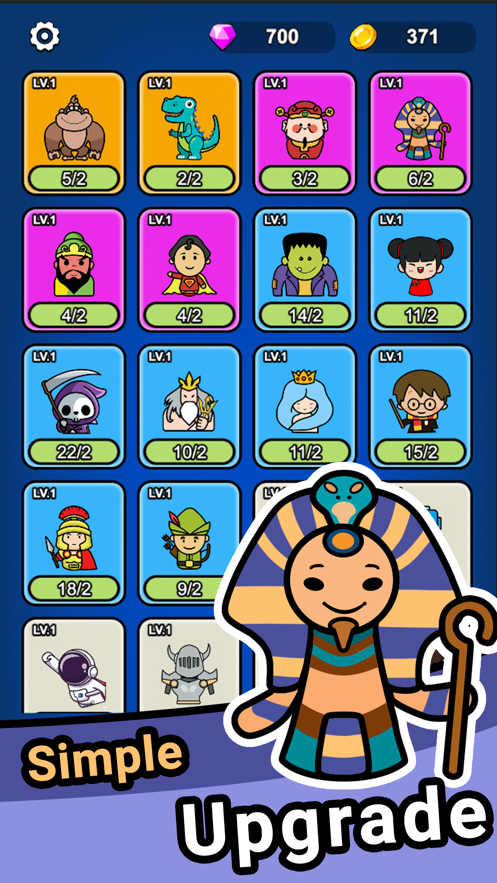 700 371
LV.1 LV.1 LV.1 LV.1
5/2 2/2 3/2 6/2
LV.1 LV.1 LV.1 LV.1
4/2 4/2 14/2 11/2
LV.1 LV.1 LV.1 LV.1
22/2 10/2 11/2 15/2
LV.1 LV.1
18/2 9/2
LV.1 LV.1
Simple
Upgrade